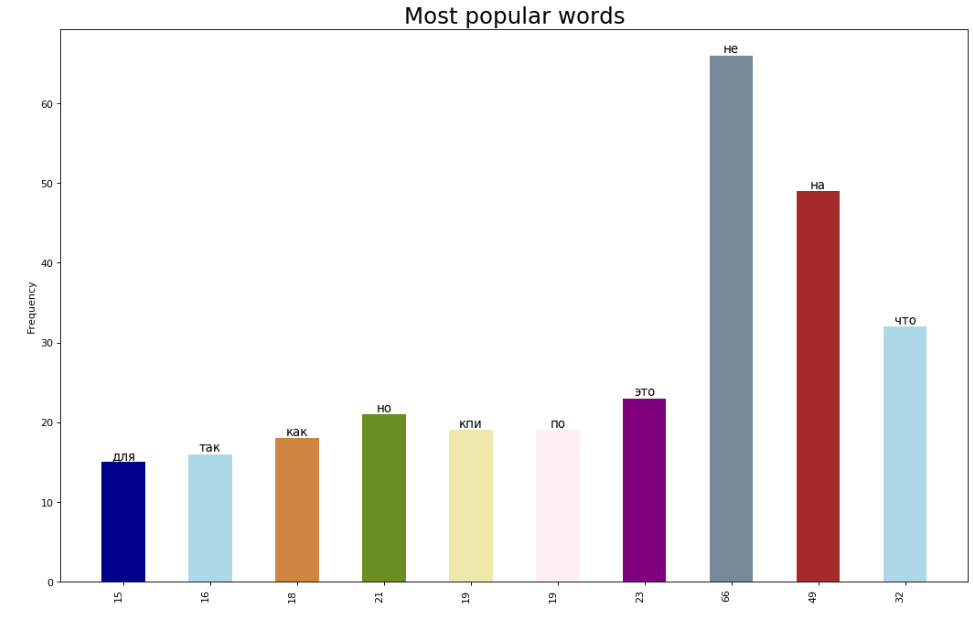 Most popular words
Frequency
60
50
40
30
20
10
0
для
так
как
но
кпи
по
это
не
на
что
15
16
18
21
19
19
23
66
49
32